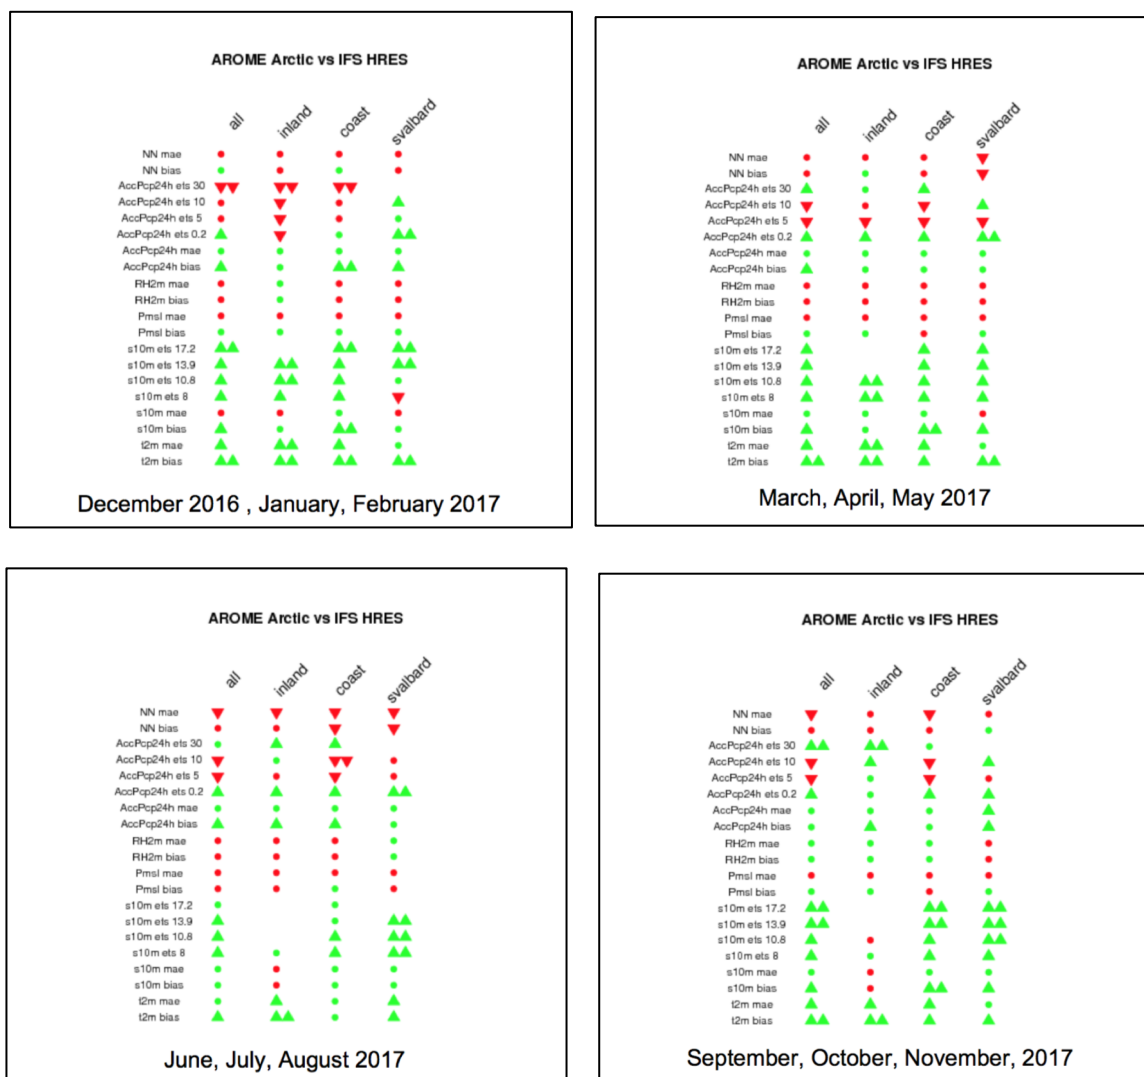 AROME Arctic vs IFS HRES
all inland coast svalbard
NN mae
NN bias
AccPcp24h ets 30
AccPcp24h ets 10
AccPcp24h ets 5
AccPcp24h ets 0.2
AccPcp24h mae
AccPcp24h bias
RH2m mae
RH2m bias
Pmsl mae
Pmsl bias
s10m ets 17.2
s10m ets 13.9
s10m ets 10.8
s10m ets 8
s10m mae
s10m bias
t2m mae
t2m bias
December 2016 , January, February 2017
AROME Arctic vs IFS HRES
all inland coast svalbard
NN mae
NN bias
AccPcp24h ets 30
AccPcp24h ets 10
AccPcp24h ets 5
AccPcp24h ets 0.2
AccPcp24h mae
AccPcp24h bias
RH2m mae
RH2m bias
Pmsl mae
Pmsl bias
s10m ets 17.2
s10m ets 13.9
s10m ets 10.8
s10m ets 8
s10m mae
s10m bias
t2m mae
t2m bias
March, April, May 2017
AROME Arctic vs IFS HRES
all inland coast svalbard
NN mae
NN bias
AccPcp24h ets 30
AccPcp24h ets 10
AccPcp24h ets 5
AccPcp24h ets 0.2
AccPcp24h mae
AccPcp24h bias
RH2m mae
RH2m bias
Pmsl mae
Pmsl bias
s10m ets 17.2
s10m ets 13.9
s10m ets 10.8
s10m ets 8
s10m mae
s10m bias
t2m mae
t2m bias
June, July, August 2017
AROME Arctic vs IFS HRES
all inland coast svalbard
NN mae
NN bias
AccPcp24h ets 30
AccPcp24h ets 10
AccPcp24h ets 5
AccPcp24h ets 0.2
AccPcp24h mae
AccPcp24h bias
RH2m mae
RH2m bias
Pmsl mae
Pmsl bias
s10m ets 17.2
s10m ets 13.9
s10m ets 10.8
s10m ets 8
s10m mae
s10m bias
t2m mae
t2m bias
September, October, November, 2017